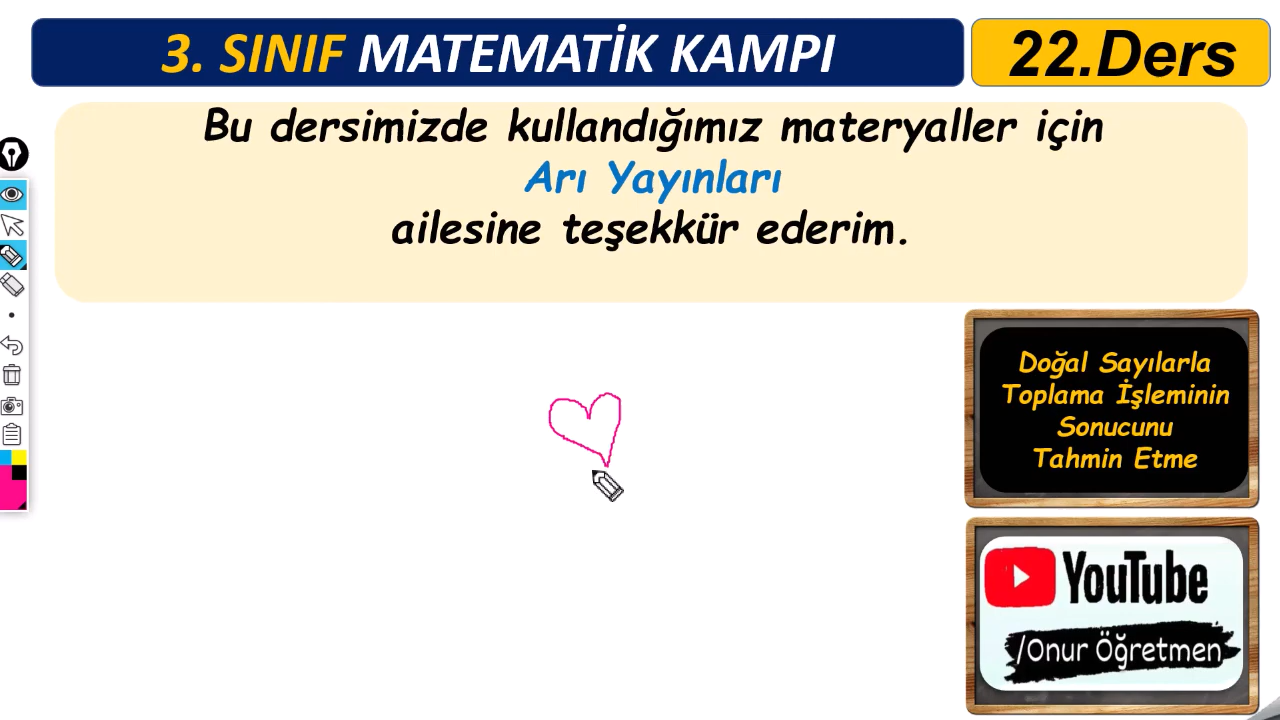 3. SINIF MATEMATİK KAMPI
22.Ders
Bu dersimizde kullandığımız materyaller için
Arı Yayınları
ailesine teşekkür ederim.
Doğal Sayılarla
Toplama İşleminin
Sonucunu
Tahmin Etme
YouTube
/Onur Öğretmen